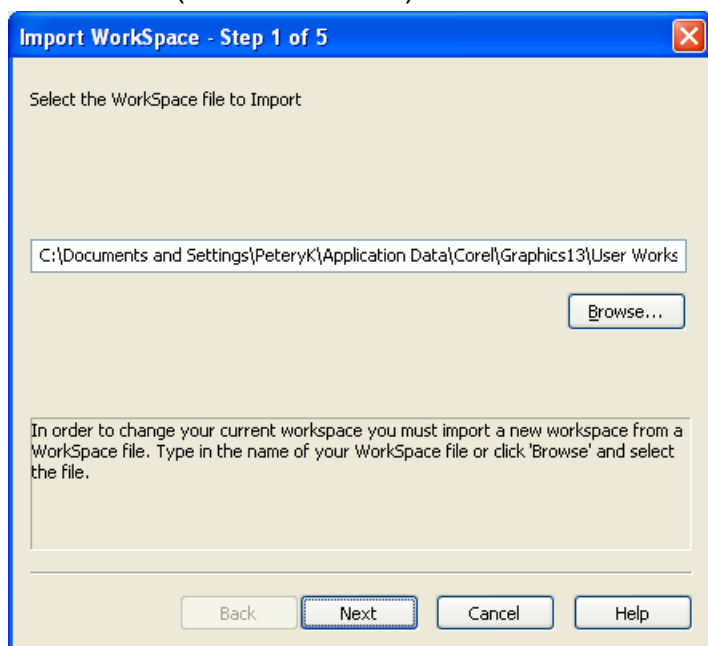 Import WorkSpace - Step 1 of 5
Select the WorkSpace file to Import
C:\Documents and Settings\PeteryK\Application Data\Corel\Graphics13\User Works
Browse...
In order to change your current workspace you must import a new workspace from a
WorkSpace file. Type in the name of your WorkSpace file or click 'Browse' and select
the file.
Back Next Cancel Help